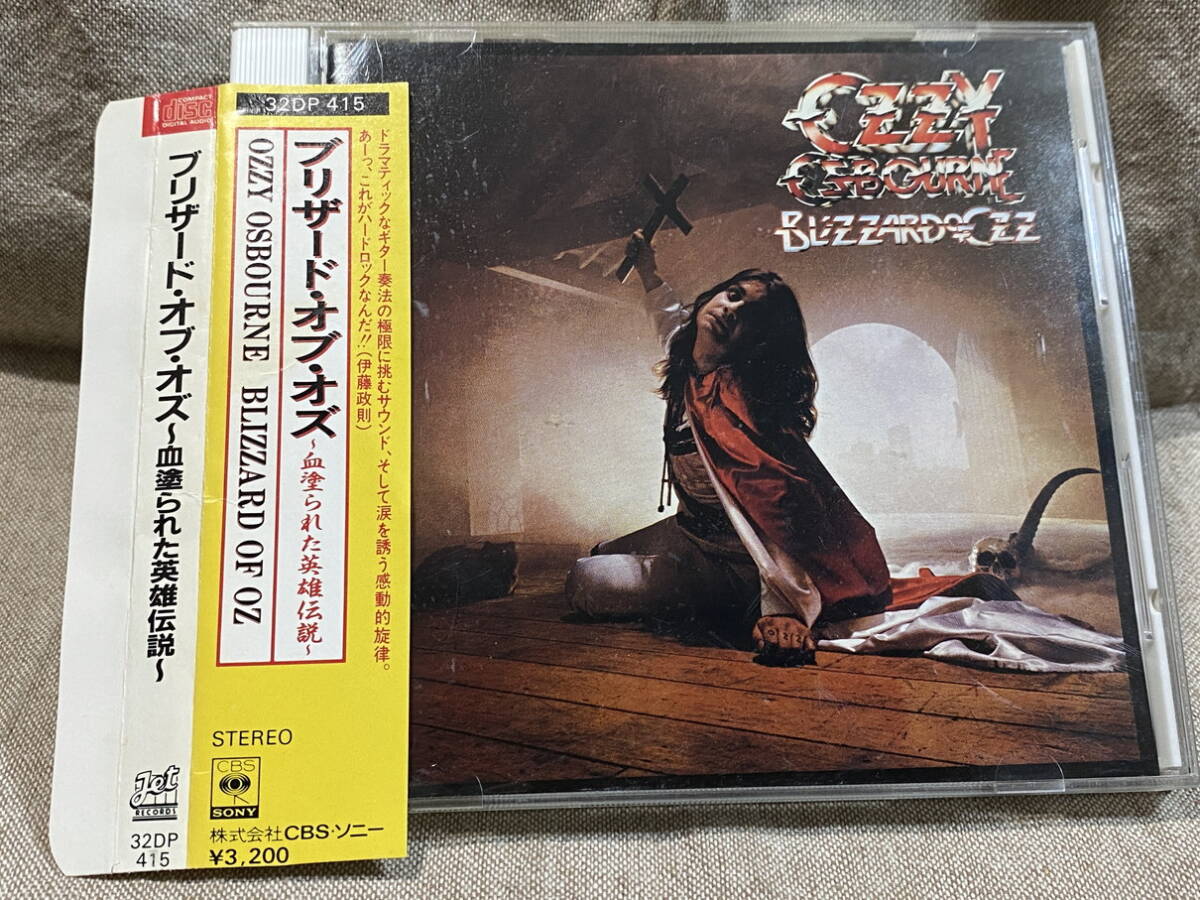 COMPACT
disc
DIGITAL AUDIO
ブリザード・オブ・オズ〜血塗られた英雄伝説〜
Jet
RECORDS
32DP
415
32DP 415
ドラマティックなギター奏法の極限に挑むサウンド、そして涙を誘う感動的旋律。
あーっ、これがハードロックなんだ!!(伊藤政則)
ブリザード・オブ・オズ
〜血塗られた英雄伝説〜
OZZY OSBOURNE BLIZZARD OF OZ
STEREO
CBS
SONY
株式会社CBS・ソニー
¥3,200
OZZY
OSBOURNE
BLIZZARD OF OZZ
OZZY